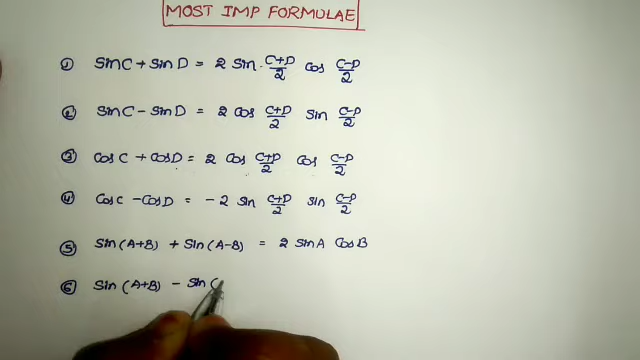 MOST IMP FORMULAE
① SinC + SinD = 2 Sin C+D/2 Cos C-D/2
② SinC - SinD = 2 Cos C+D/2 Sin C-D/2
③ CosC + CosD = 2 Cos C+D/2 Cos C-D/2
④ CosC - CosD = -2 Sin C+D/2 Sin C-D/2
⑤ Sin(A+B) + Sin(A-B) = 2 SinA CosB
⑥ Sin(A+B) - Sin(